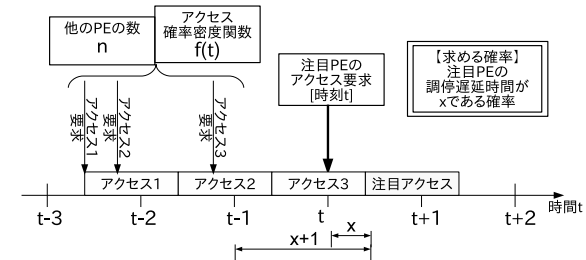 他のPEの数
n
アクセス
確率密度関数
f(t)
注目PEの
アクセス要求
[時刻t]
【求める確率】
注目PEの
調停遅延時間が
xである確率
アクセス1
要求
アクセス2
要求
アクセス3
要求
アクセス1
アクセス2
アクセス3
注目アクセス
t-3
t-2
t-1
t
t+1
t+2
時間t
x
x+1